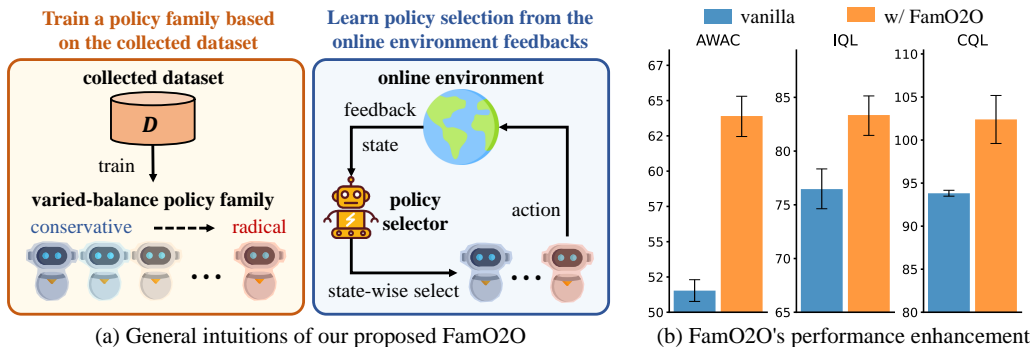 Train a policy family based
on the collected dataset
collected dataset
D
train
varied-balance policy family
conservative
radical
Learn policy selection from the
online environment feedbacks
online environment
feedback
state
policy
selector
action
state-wise select
(a) General intuitions of our proposed FamO2O
vanilla
w/ FamO2O
AWAC
67
65
62
60
57
55
52
50
IQL
85
80
75
70
65
CQL
105
100
95
90
85
80
(b) FamO2O's performance enhancement